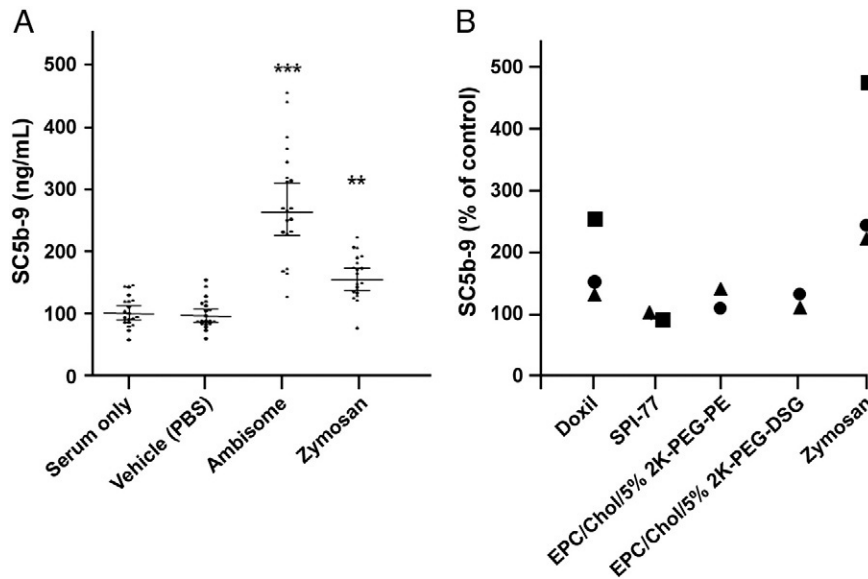 A
SC5b-9 (ng/mL)
500
400
300
200
100
0
***
**
Serum only
Vehicle (PBS)
Ambisome
Zymosan
B
SC5b-9 (% of control)
500
400
300
200
100
0
Doxil
SPI-77
EPC/Chol/5% 2K-PEG-PE
EPC/Chol/5% 2K-PEG-DSG
Zymosan